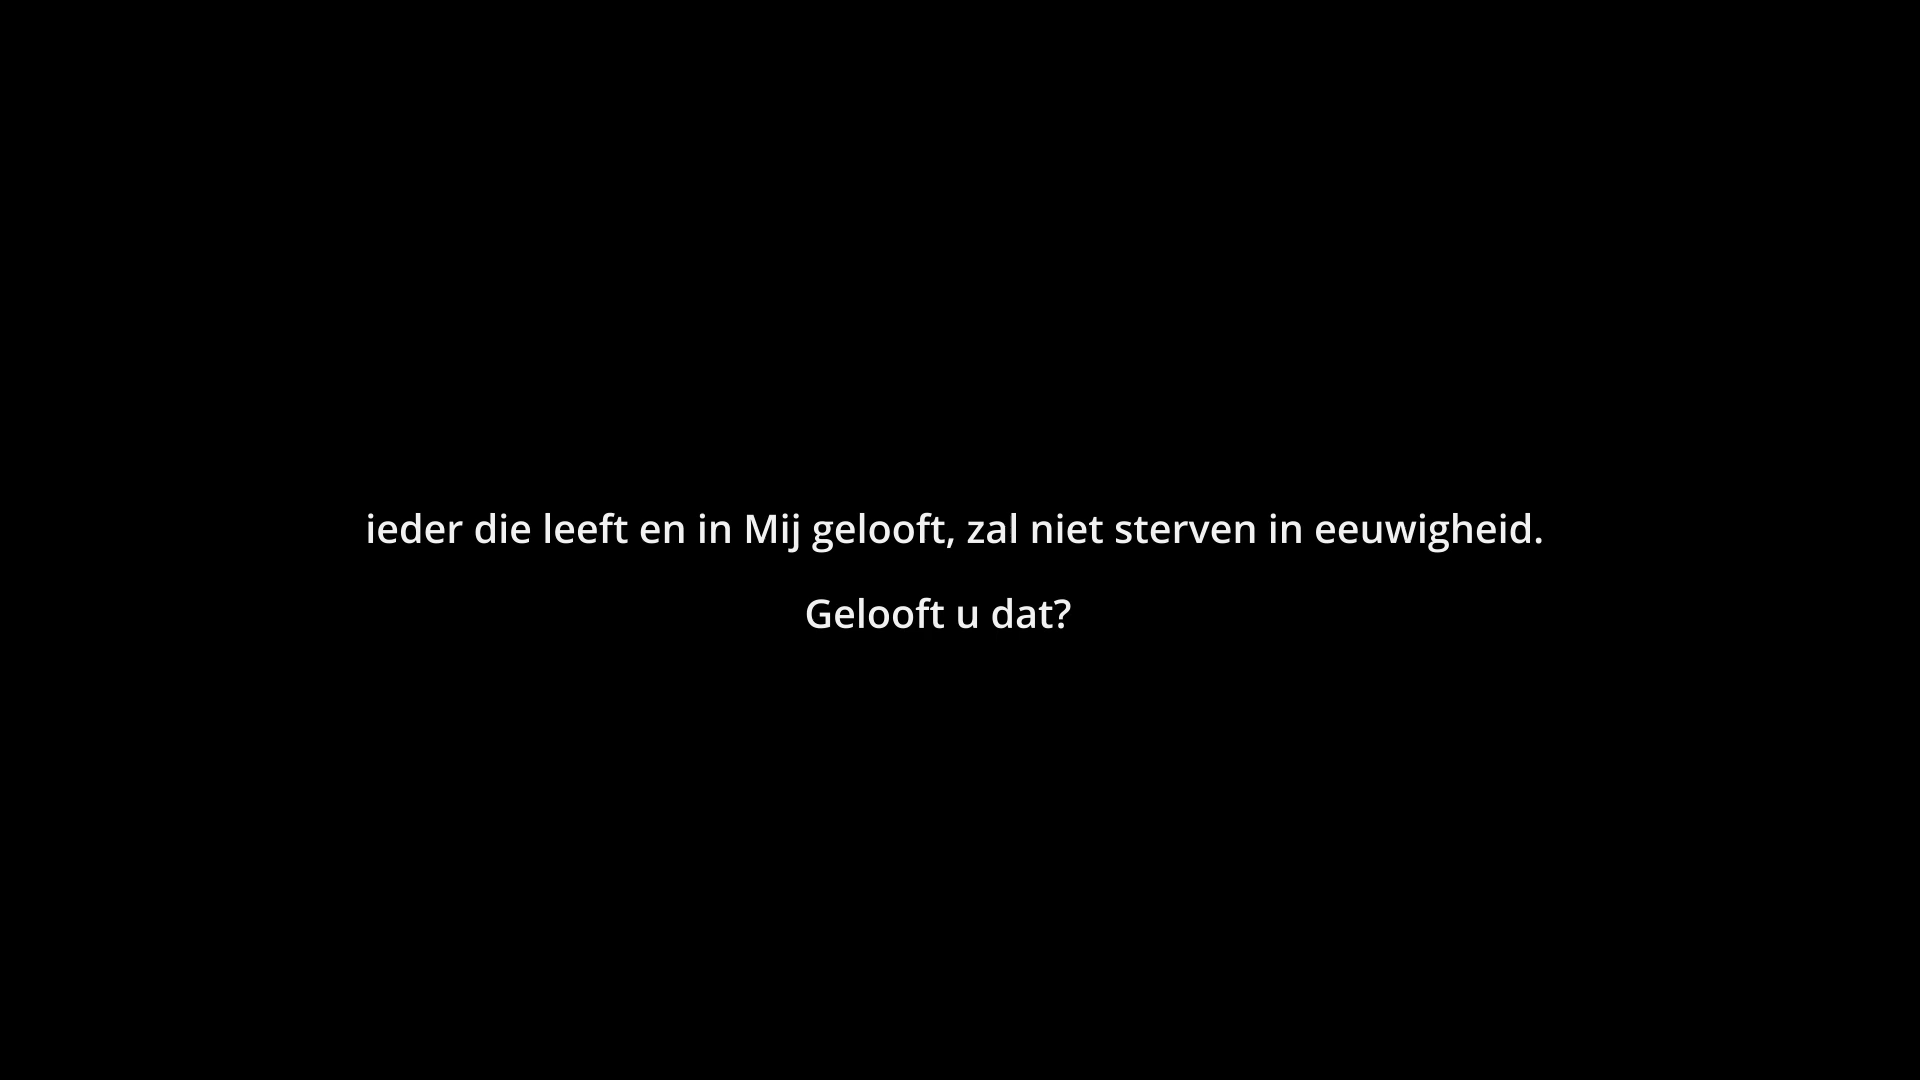 ieder die leeft en in Mij gelooft, zal niet sterven in eeuwigheid.
Gelooft u dat?